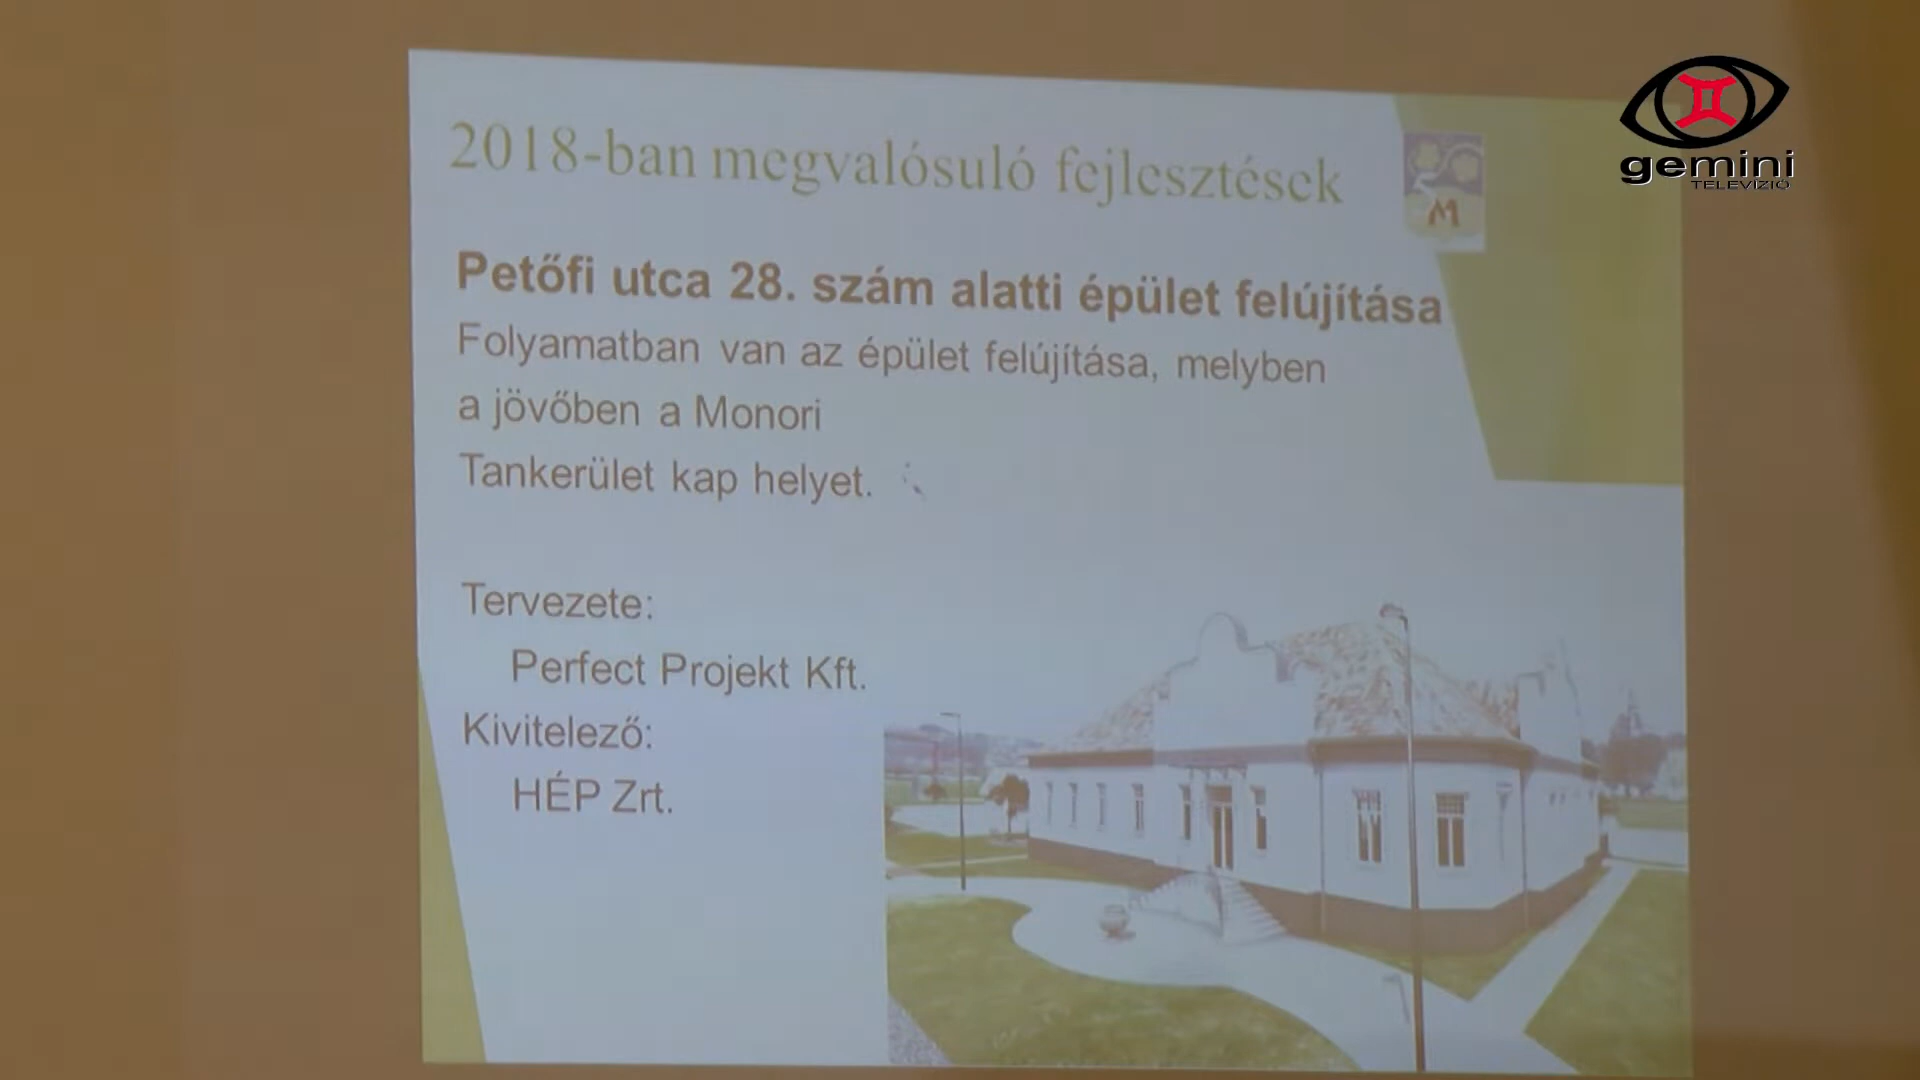 2018-ban megvalósuló fejlesztések
M
gemini
TELEVÍZIÓ
Petőfi utca 28. szám alatti épület felújítása
Folyamatban van az épület felújítása, melyben
a jövőben a Monori
Tankerület kap helyet.
Tervezete:
Perfect Projekt Kft.
Kivitelező:
HÉP Zrt.